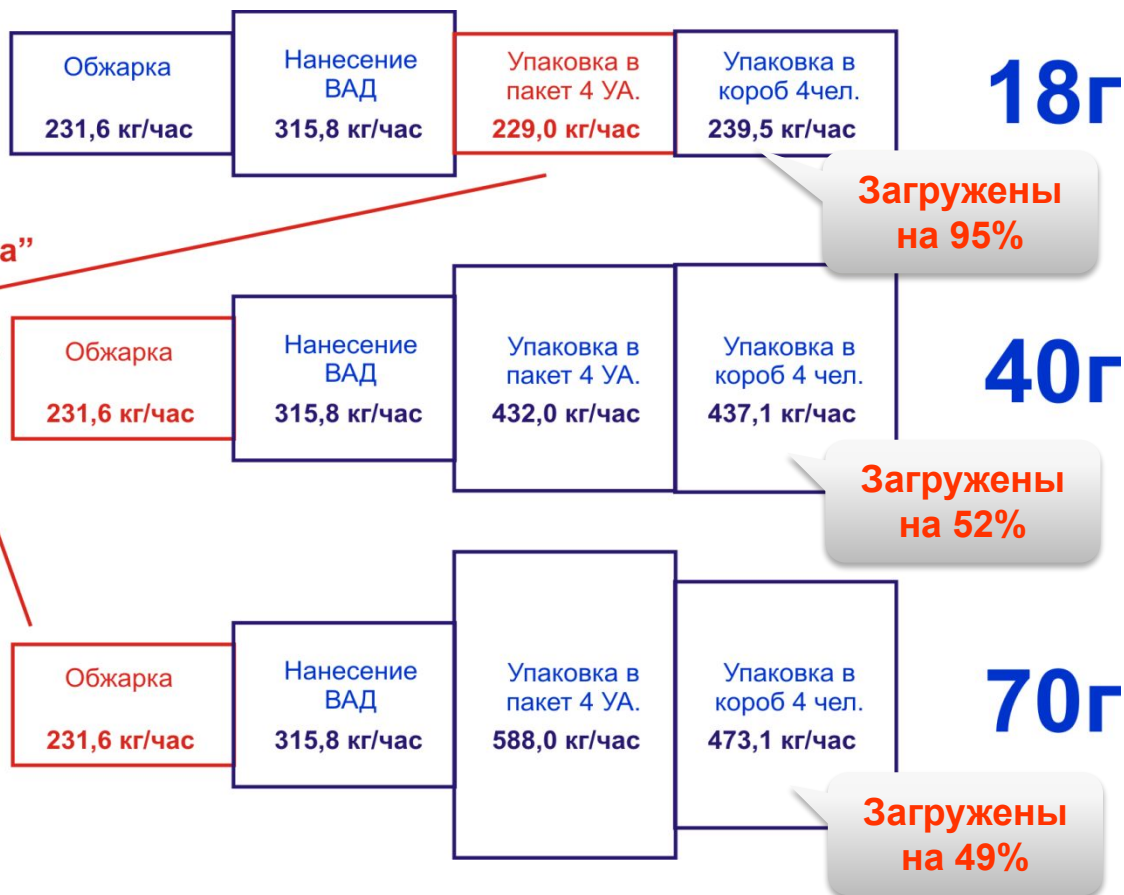 Обжарка
231,6 кг/час
Нанесение
ВАД
315,8 кг/час
Упаковка в
пакет 4 УА.
229,0 кг/час
Упаковка в
короб 4чел.
239,5 кг/час
18г
Загружены
на 95%
а”
Обжарка
231,6 кг/час
Нанесение
ВАД
315,8 кг/час
Упаковка в
пакет 4 УА.
432,0 кг/час
Упаковка в
короб 4 чел.
437,1 кг/час
40г
Загружены
на 52%
Обжарка
231,6 кг/час
Нанесение
ВАД
315,8 кг/час
Упаковка в
пакет 4 УА.
588,0 кг/час
Упаковка в
короб 4 чел.
473,1 кг/час
70г
Загружены
на 49%